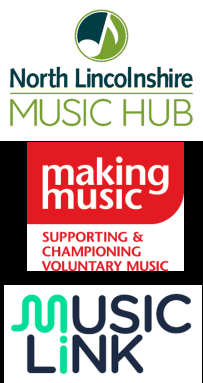 North Lincolnshire
MUSIC HUB
making
music
SUPPORTING &
CHAMPIONING
VOLUNTARY MUSIC
MUSIC
LiNK